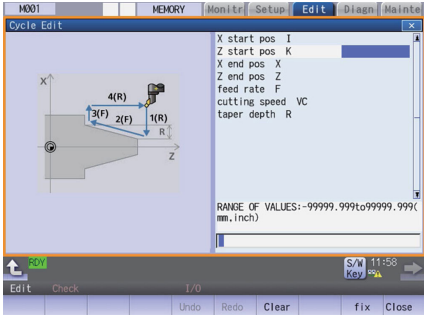 M001 MEMORY Monitr Setup Edit Diagn Mainte
Cycle Edit ×
X start pos I
Z start pos K
X end pos X
Z end pos Z
feed rate F
cutting speed VC
taper depth R
X
4(R)
3(F) 2(F) 1(R)
R
Z
RANGE OF VALUES:-99999.999to99999.999(
mm.inch)
RDY S/W Key 11:58
Edit Check I/O
Undo Redo Clear fix Close